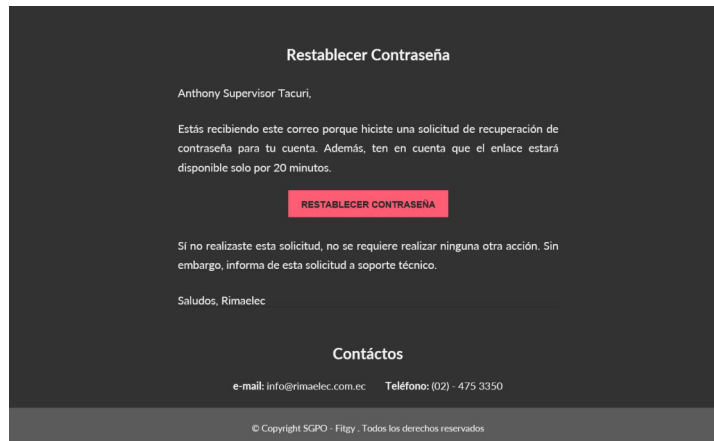 Restablecer Contraseña
Anthony Supervisor Tacuri,
Estás recibiendo este correo porque hiciste una solicitud de recuperación de
contraseña para tu cuenta. Además, ten en cuenta que el enlace estará
disponible solo por 20 minutos.
RESTABLECER CONTRASEÑA
Sí no realizaste esta solicitud, no se requiere realizar ninguna otra acción. Sin
embargo, informa de esta solicitud a soporte técnico.
Saludos, Rimaelec
Contáctos
e-mail: info@rimaelec.com.ec Teléfono: (02) - 475 3350
© Copyright SGPO - Fitgy . Todos los derechos reservados